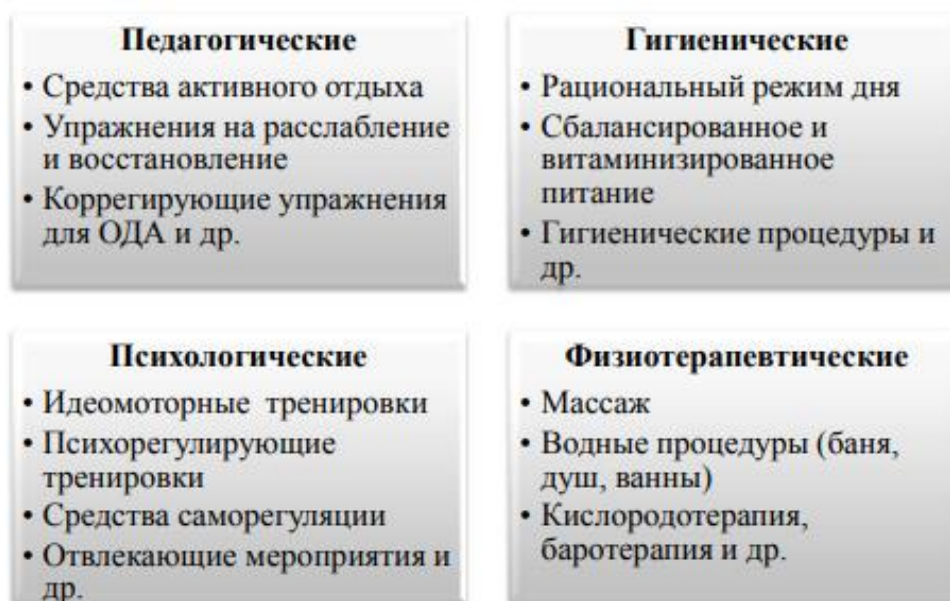 Педагогические
• Средства активного отдыха
• Упражнения на расслабление
и восстановление
• Коррегирующие упражнения
для ОДА и др.
Гигиенические
• Рациональный режим дня
• Сбалансированное и
витаминизированное
питание
• Гигиенические процедуры и
др.
Психологические
• Идеомоторные тренировки
• Психорегулирующие
тренировки
• Средства саморегуляции
• Отвлекающие мероприятия и
др.
Физиотерапевтические
• Массаж
• Водные процедуры (баня,
душ, ванны)
• Кислородотерапия,
баротерапия и др.